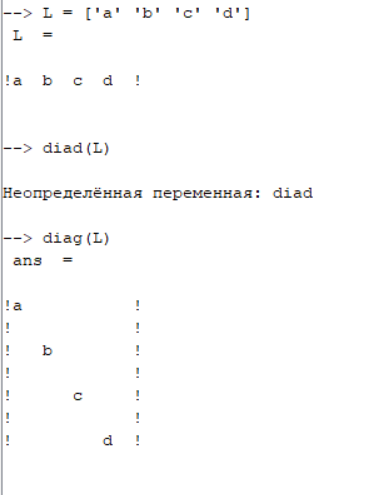 --> L = ['a' 'b' 'c' 'd']
 L  =

!a  b  c  d  !

--> diad(L)

Неопределённая переменная: diad

--> diag(L)
 ans  =

!a           !
!            !
!   b        !
!            !
!      c     !
!            !
!         d  !